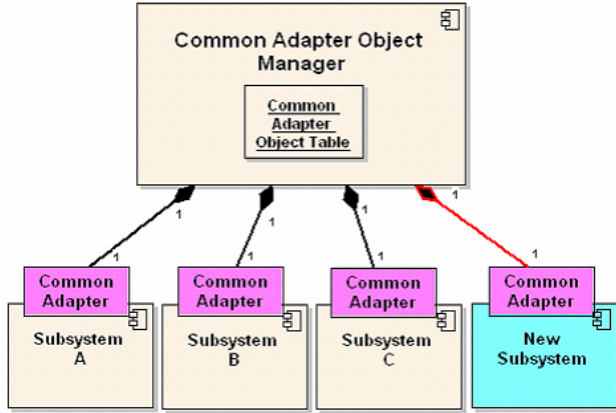 Common Adapter Object
Manager
Common
Adapter
Object Table
1
1
1
1
1
1
1
1
Common
Adapter
Common
Adapter
Common
Adapter
Common
Adapter
Subsystem
A
Subsystem
B
Subsystem
C
New
Subsystem